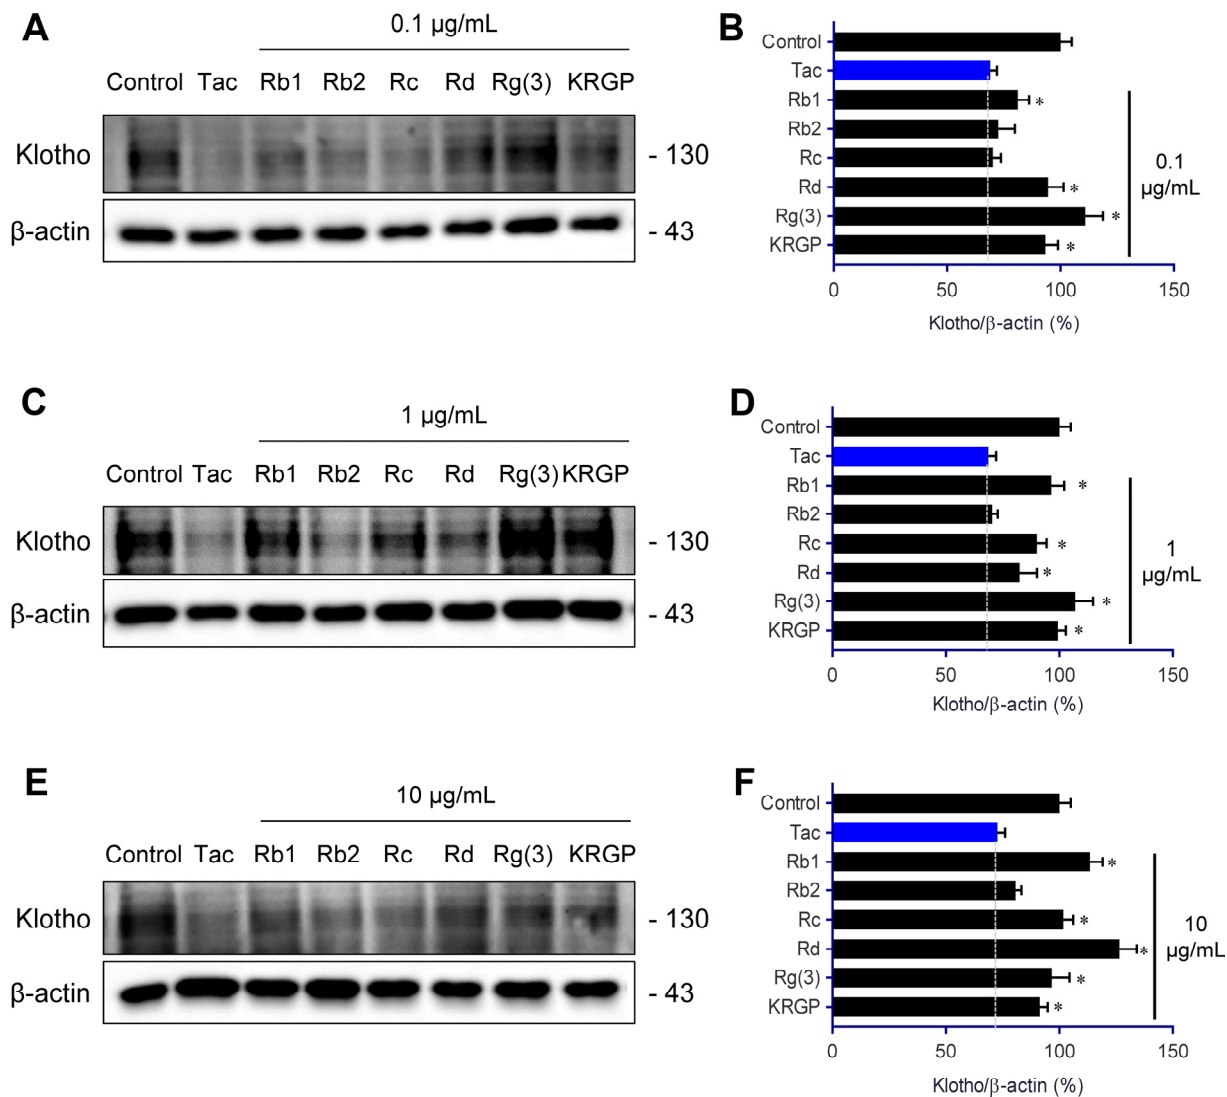 A
0.1 µg/mL
Control Tac Rb1 Rb2 Rc Rd Rg(3) KRGP
Klotho
- 130
β-actin
- 43
B
Control
Tac
Rb1
*
Rb2
Rc
Rd
*
Rg(3)
*
KRGP
*
0.1
µg/mL
0 50 100 150
Klotho/β-actin (%)
C
1 µg/mL
Control Tac Rb1 Rb2 Rc Rd Rg(3) KRGP
Klotho
- 130
β-actin
- 43
D
Control
Tac
Rb1
*
Rb2
Rc
*
Rd
*
Rg(3)
*
KRGP
*
1
µg/mL
0 50 100 150
Klotho/β-actin (%)
E
10 µg/mL
Control Tac Rb1 Rb2 Rc Rd Rg(3) KRGP
Klotho
- 130
β-actin
- 43
F
Control
Tac
Rb1
*
Rb2
Rc
*
Rd
*
Rg(3)
*
KRGP
*
10
µg/mL
0 50 100 150
Klotho/β-actin (%)